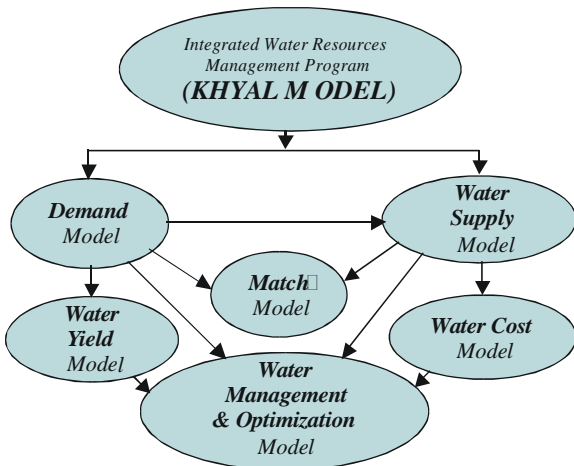 Integrated Water Resources
Management Program
(KHYAL M ODEL)
Demand
Model
Water
Supply
Model
Match
Model
Water
Yield
Model
Water Cost
Model
Water
Management
& Optimization
Model